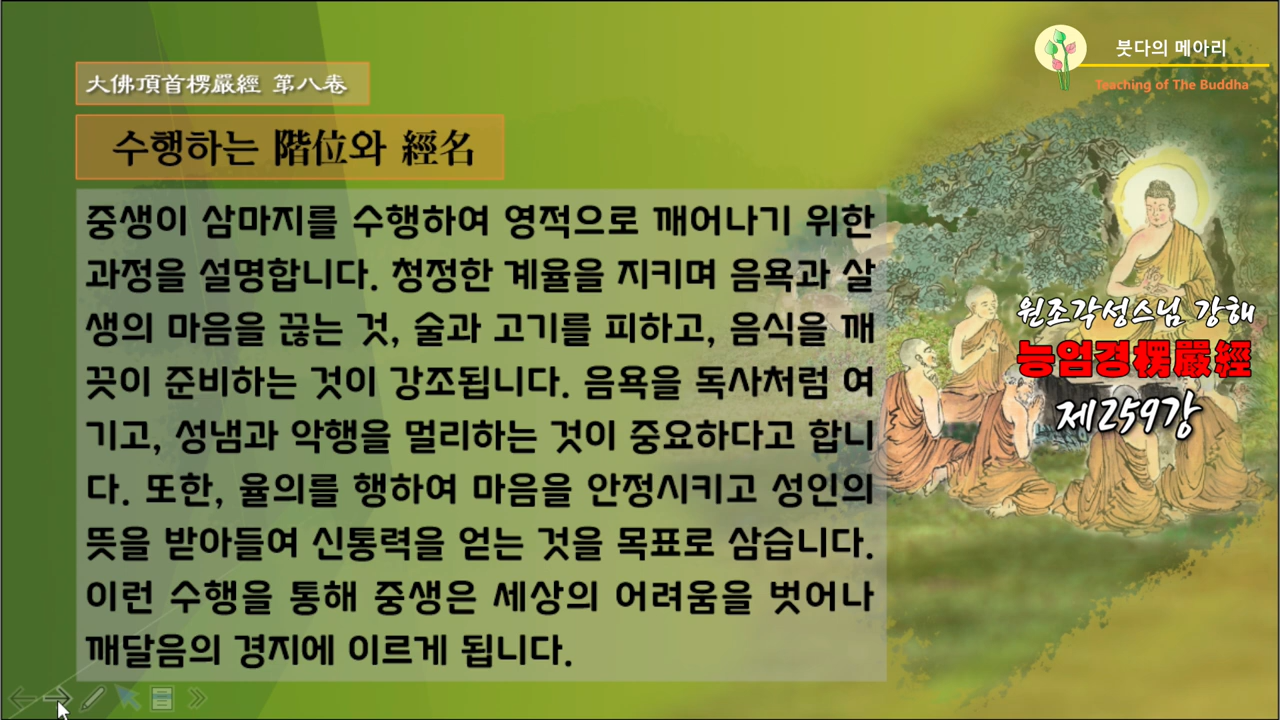 大佛頂首楞嚴經 第八卷
수행하는 階位와 經名
중생이 삼마지를 수행하여 영적으로 깨어나기 위한
과정을 설명합니다. 청정한 계율을 지키며 음욕과 살
생의 마음을 끊는 것, 술과 고기를 피하고, 음식을 깨
끗이 준비하는 것이 강조됩니다. 음욕을 독사처럼 여
기고, 성냄과 악행을 멀리하는 것이 중요하다고 합니
다. 또한, 율의를 행하여 마음을 안정시키고 성인의
뜻을 받아들여 신통력을 얻는 것을 목표로 삼습니다.
이런 수행을 통해 중생은 세상의 어려움을 벗어나
깨달음의 경지에 이르게 됩니다.
붓다의 메아리
Teaching of The Buddha
원조각성스님 강해
능엄경楞嚴經
제259강